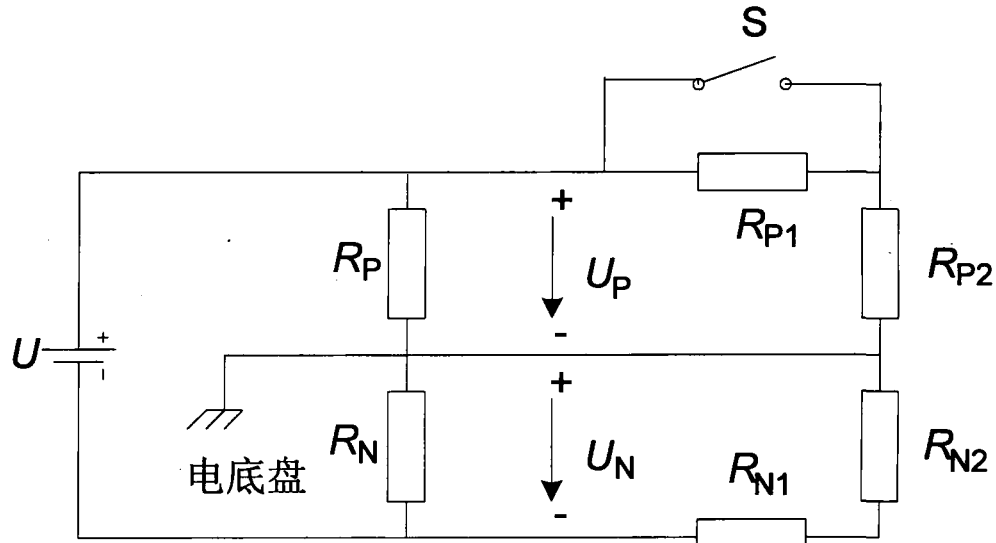 S
+
R_P1
R_P
U_P
R_P2
-
U
+
-
+
R_N
U_N
R_N2
电底盘
R_N1
-